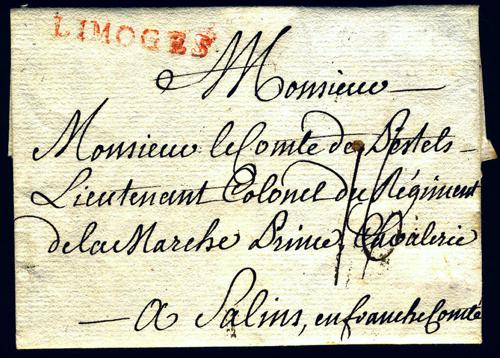 LIMOGES
Monsieur
Monsieur le Comte de Pestels
Lieutenant Colonel du Régiment
de la Marche Prince, Cavalerie
A Salins, en franche Comté